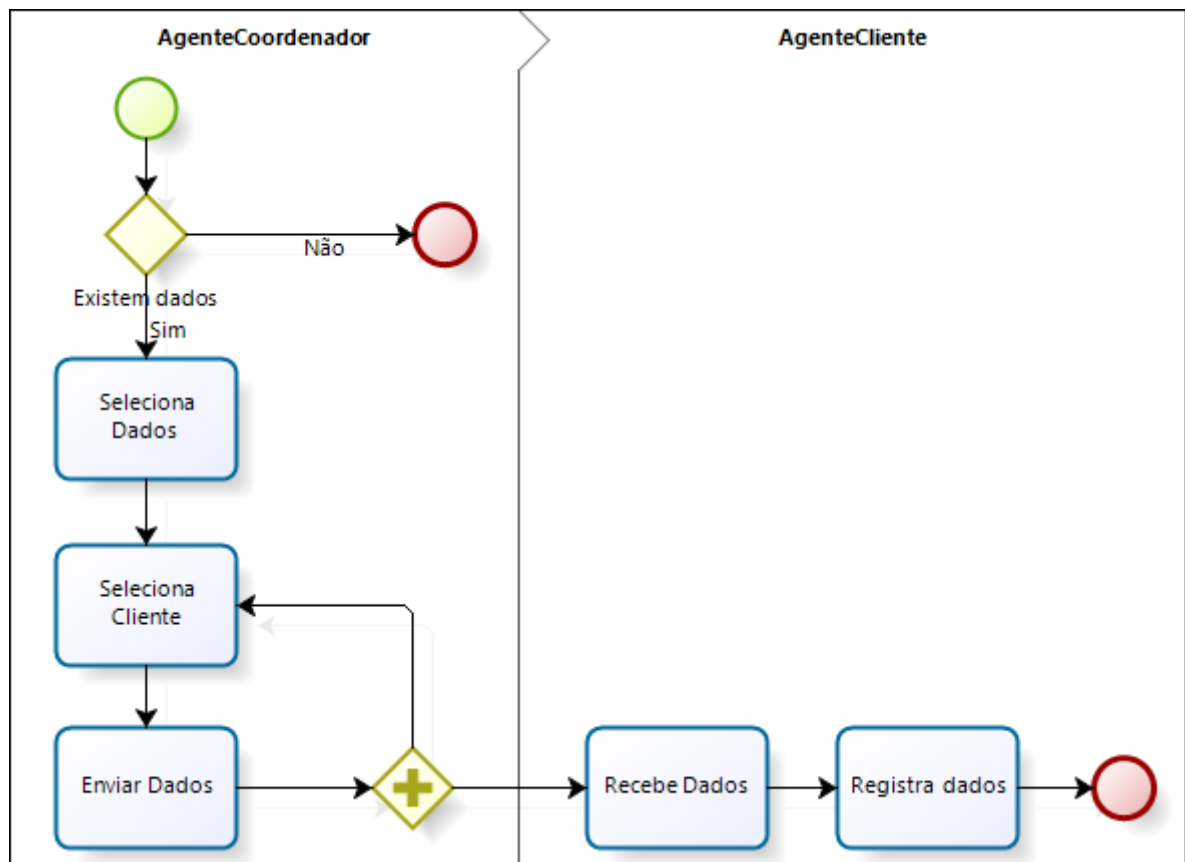 AgenteCoordenador
AgenteCliente
Não
Existem dados
Sim
Seleciona
Dados
Seleciona
Cliente
Enviar Dados
Recebe Dados
Registra dados